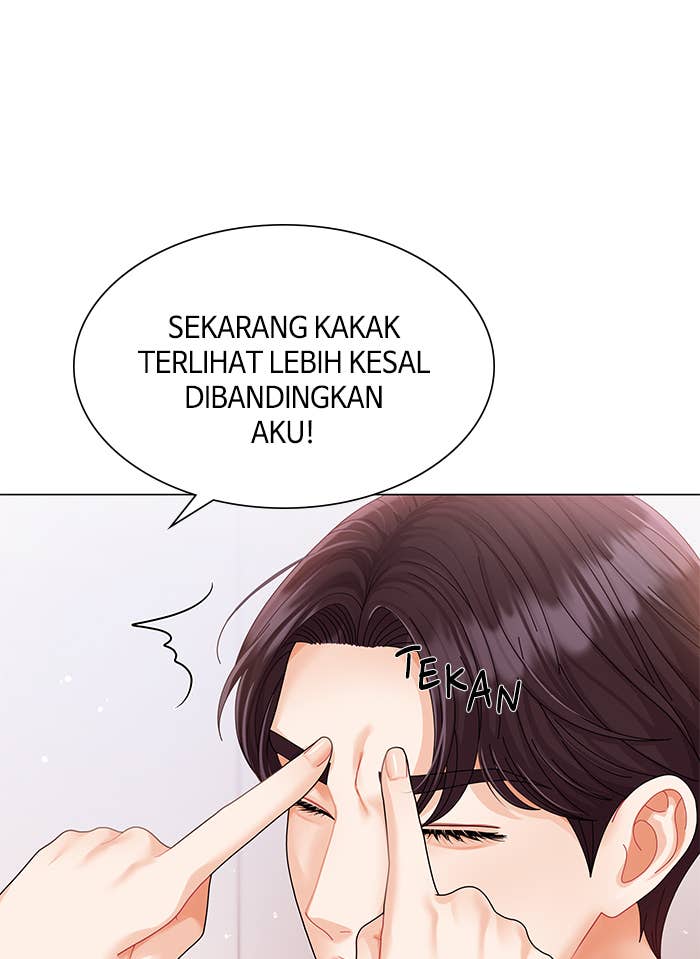 SEKARANG KAKAK
TERLIHAT LEBIH KESAL
DIBANDINGKAN
AKU!
TEKAN